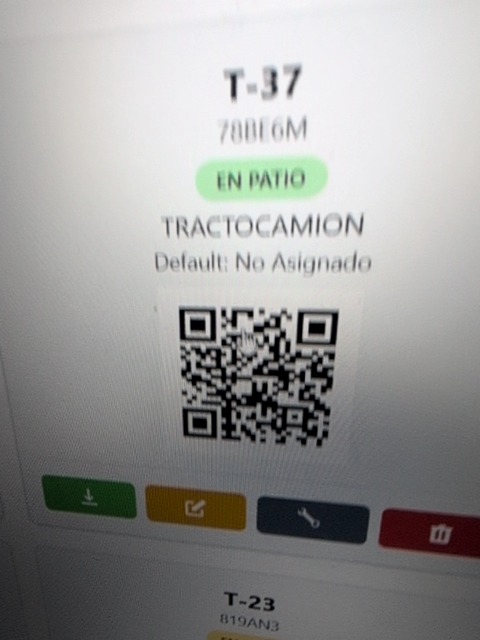 T-37
78BE6M
EN PATIO
TRACTOCAMION
Default: No Asignado
T-23
819AN3